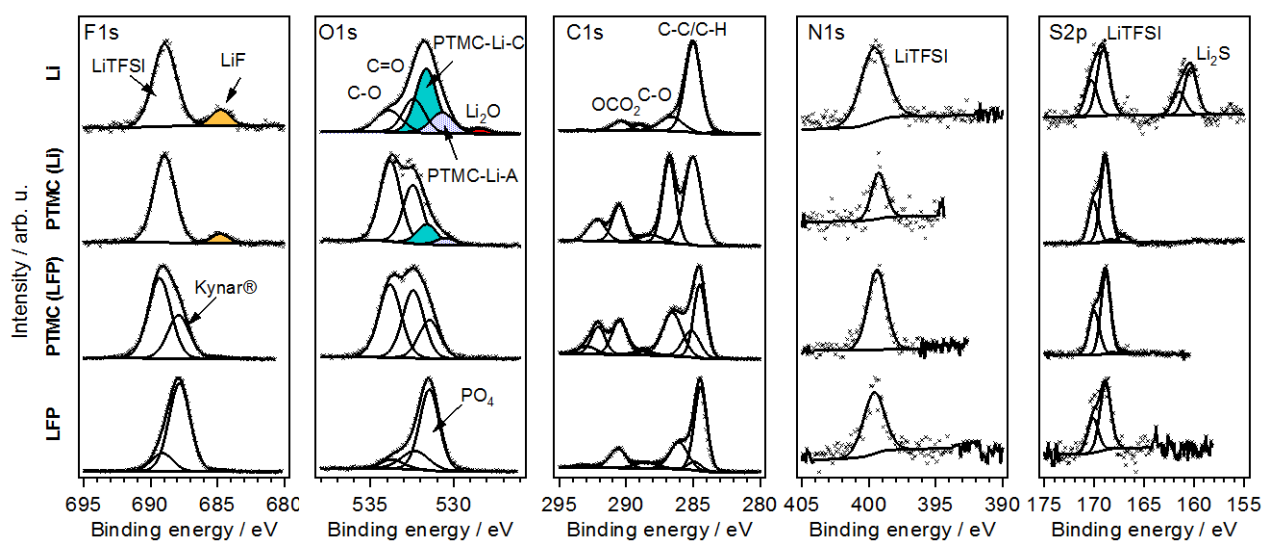 F1s
O1s
C1s
N1s
S2p
LiTFSI
LiF
C=O
PTMC-Li-C
C-O
Li2O
PTMC-Li-A
C-C/C-H
C-O
OCO2
LiTFSI
LiTFSI
Li2S
Kynar®
PO4
Intensity / arb. u.
Li
PTMC (Li)
PTMC (LFP)
LFP
695 690 685 680
535 530
295 290 285 280
405 400 395 390
175 170 165 160 155
Binding energy / eV
Binding energy / eV
Binding energy / eV
Binding energy / eV
Binding energy / eV